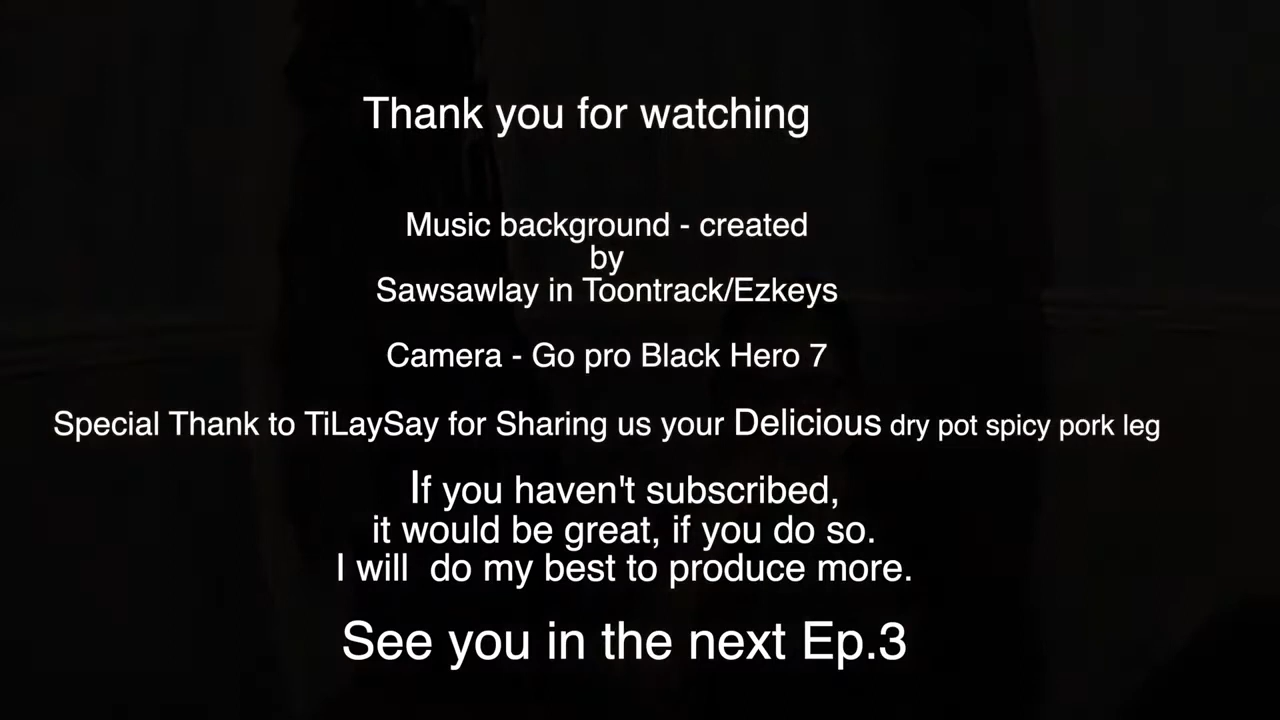 Thank you for watching
Music background - created
by
Sawsawlay in Toontrack/Ezkeys
Camera - Go pro Black Hero 7
Special Thank to TiLaySay for Sharing us your Delicious dry pot spicy pork leg
If you haven't subscribed,
it would be great, if you do so.
I will  do my best to produce more.
See you in the next Ep.3